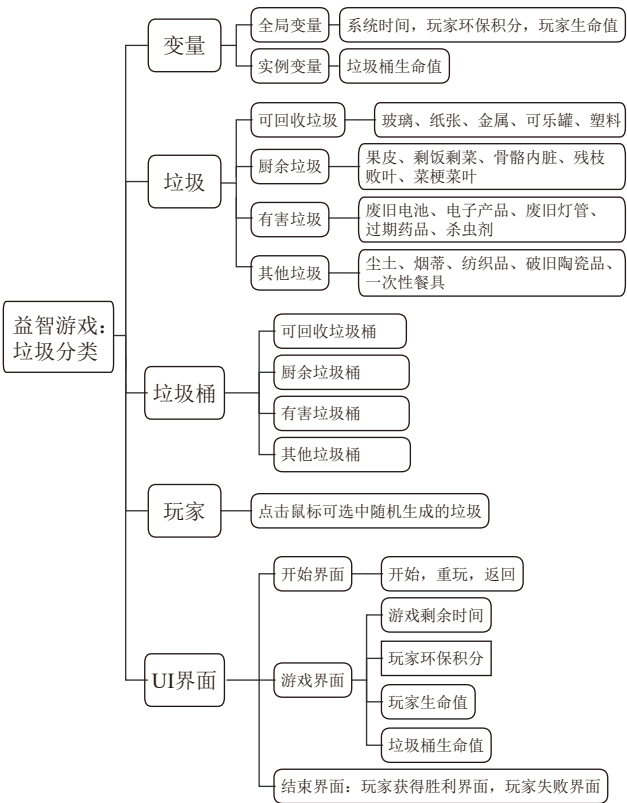 益智游戏：
垃圾分类
变量
全局变量
系统时间，玩家环保积分，玩家生命值
实例变量
垃圾桶生命值
垃圾
可回收垃圾
玻璃、纸张、金属、可乐罐、塑料
厨余垃圾
果皮、剩饭剩菜、骨骼内脏、残枝
败叶、菜梗菜叶
有害垃圾
废旧电池、电子产品、废旧灯管、
过期药品、杀虫剂
其他垃圾
尘土、烟蒂、纺织品、破旧陶瓷品、
一次性餐具
垃圾桶
可回收垃圾桶
厨余垃圾桶
有害垃圾桶
其他垃圾桶
玩家
点击鼠标可选中随机生成的垃圾
UI界面
开始界面
开始，重玩，返回
游戏界面
游戏剩余时间
玩家环保积分
玩家生命值
垃圾桶生命值
结束界面：玩家获得胜利界面，玩家失败界面